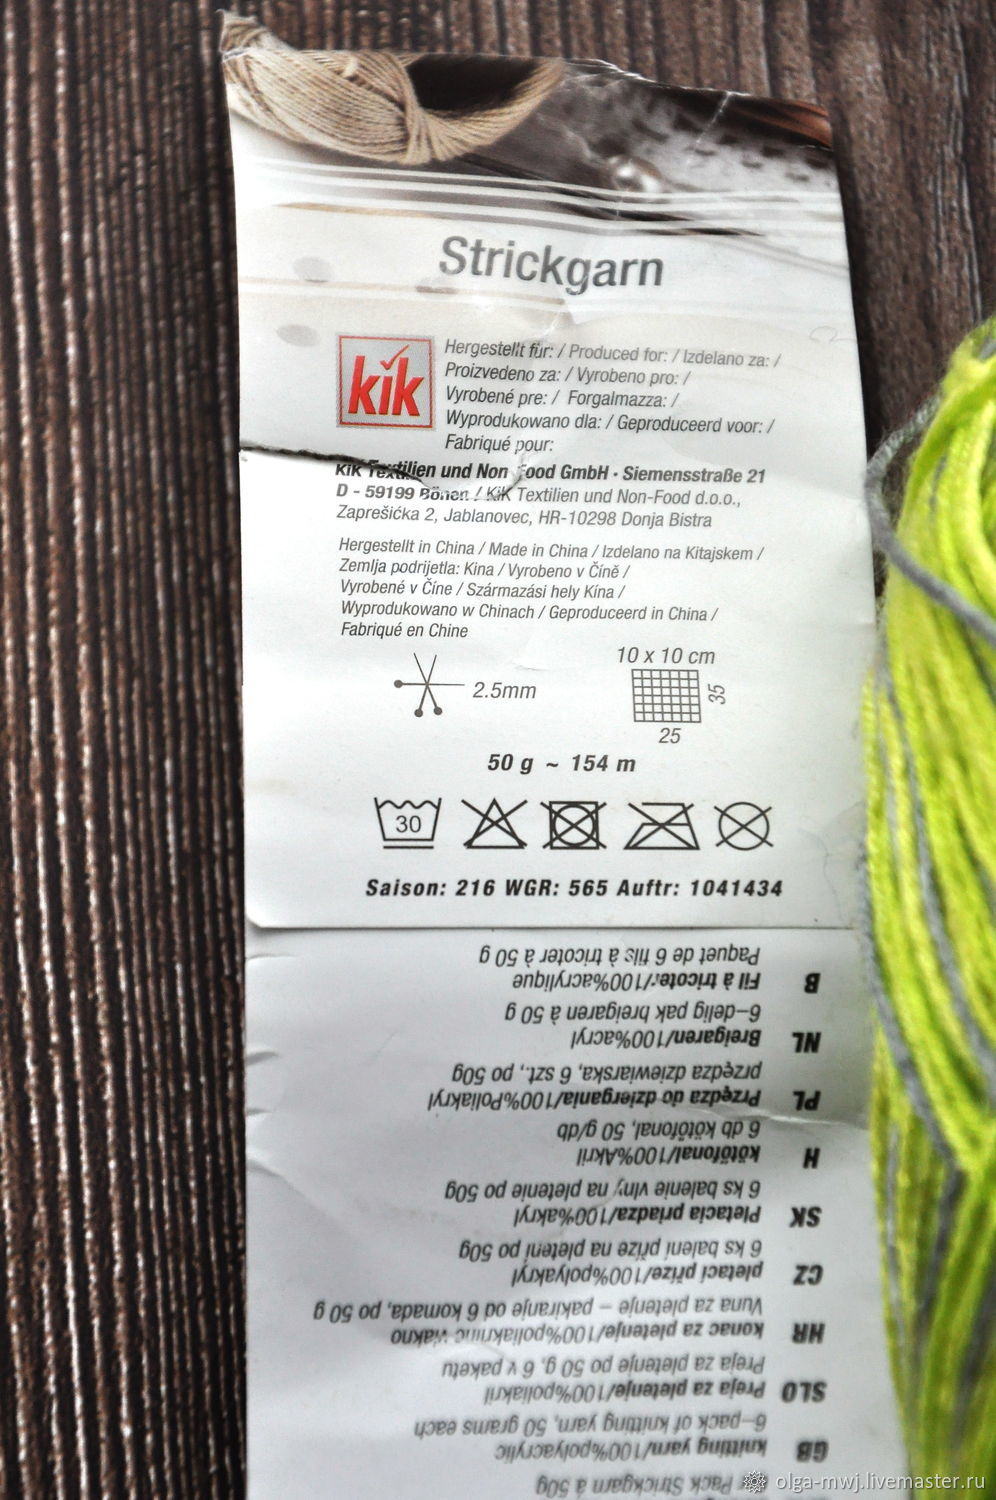 Strickgarn
kik
Hergestellt für: / Produced for: / Izdelano za: /
Proizvedeno za: / Vyrobeno pro: /
Vyrobené pre: / Forgalmazza: /
Wyprodukowano dla: / Geproduceerd voor: /
Fabriqué pour:
KiK Textilien und Non Food GmbH · Siemensstraße 21
D - 59199 Bönen / KiK Textilien und Non-Food d.o.o.,
Zaprešićka 2, Jablanovec, HR-10298 Donja Bistra
Hergestellt in China / Made in China / Izdelano na Kitajskem /
Zemlja podrijetla: Kina / Vyrobeno v Číně /
Vyrobené v Číne / Származási hely Kína /
Wyprodukowano w Chinach / Geproduceerd in China /
Fabriqué en Chine
10 x 10 cm
2.5mm
35
25
50 g ~ 154 m
30
Saison: 216 WGR: 565 Auftr: 1041434
Pack Strickgarn à 50g
GB knitting yarn/100%polyacrylic
6-pack of knitting yarn, 50 grams each
SLO Preja za pletenje/100%poliakril
Preja za pletenje po 50 g, 6 v paketu
HR konac za pletenje/100%poliakrilnic vlakno
Vuna za pletenje – pakiranje od 6 komada, po 50 g
CZ pletací příze/100%polyakryl
6 ks balení příze na pletení po 50g
SK Pletacia priadza/100%akryl
6 ks balenie vlny na pletenie po 50g
H kötőfonal/100%Akril
6 db kötőfonal, 50 g/db
PL Przędza do dziergania/100%Poliakryl
przędza dziewiarska, 6 szt., po 50g
NL Breigaren/100%acryl
6-delig pak breigaren à 50 g
B Fil à tricoter/100%acrylique
Paquet de 6 fils à tricoter à 50 g
olga-mwj.livemaster.ru